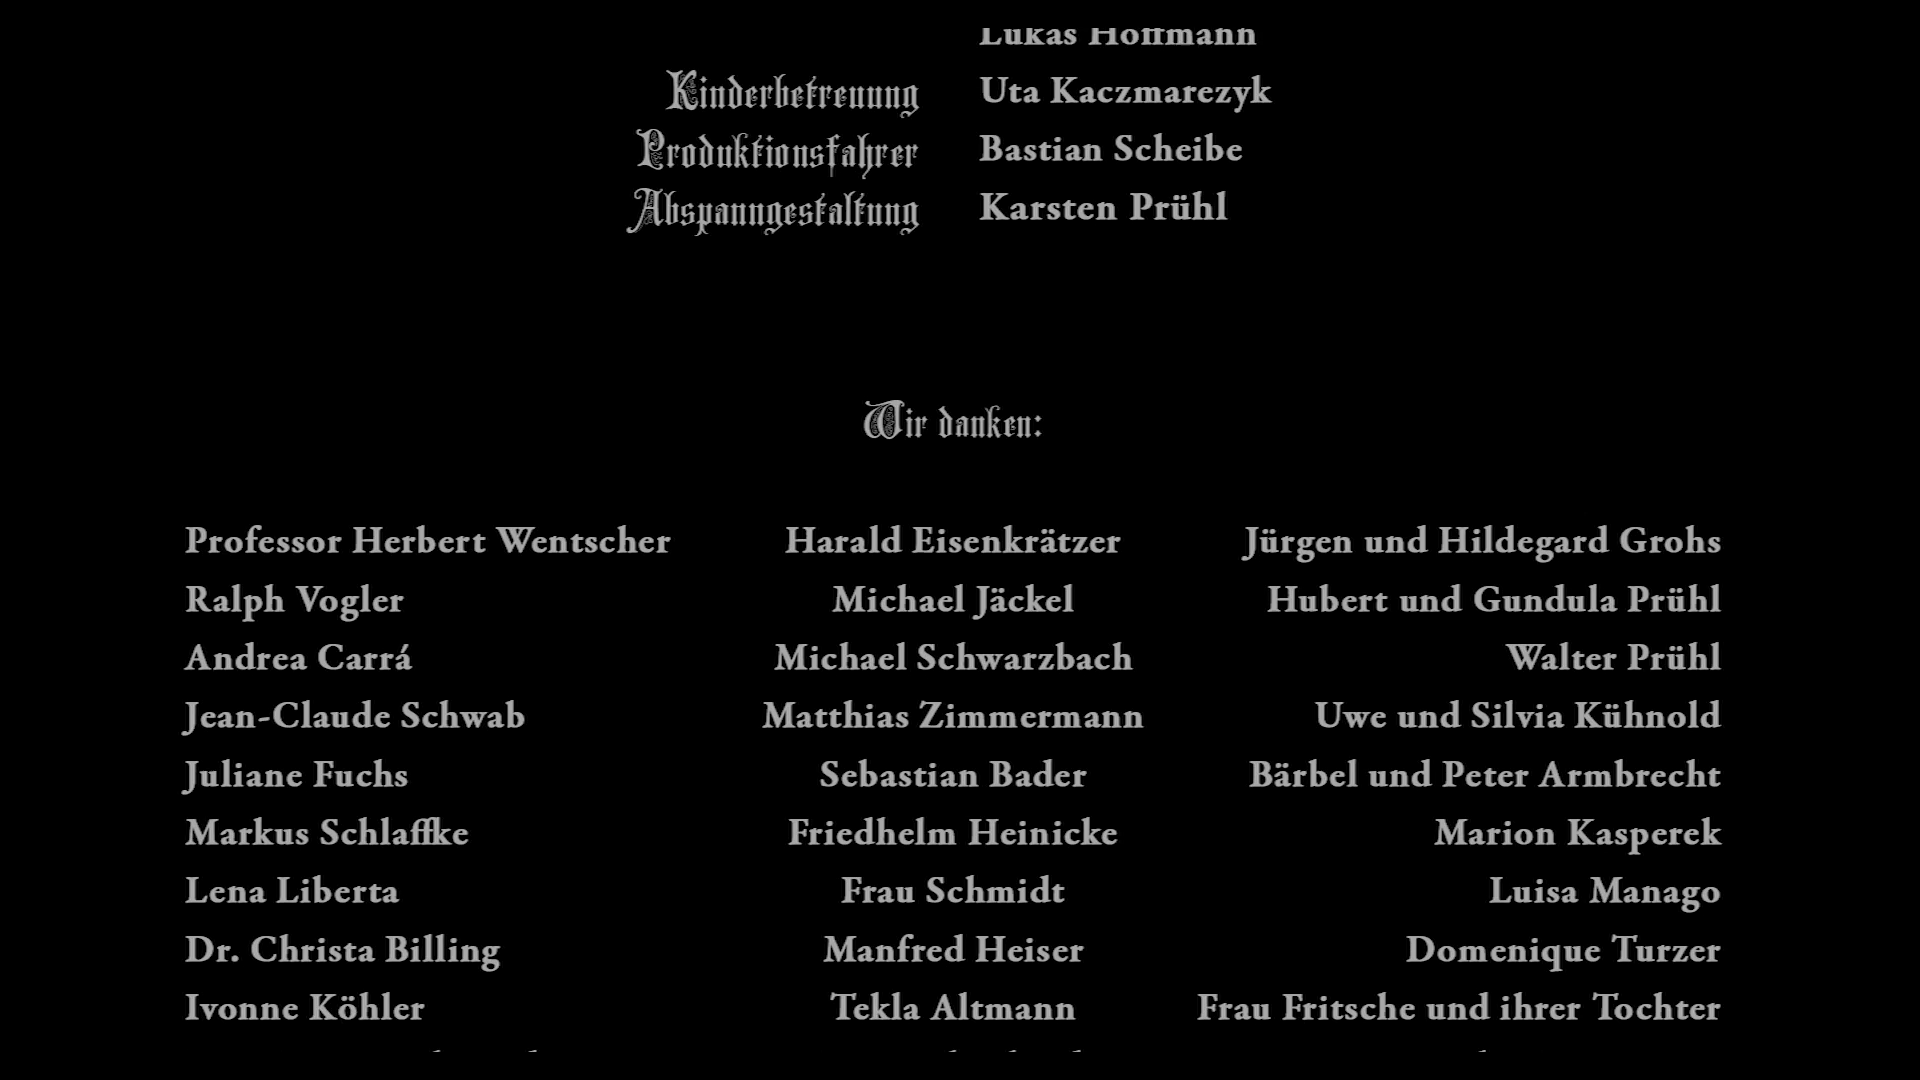 Lukas Hoffmann
Kinderbetreuung Uta Kaczmarezyk
Produktionsfahrer Bastian Scheibe
Abspanngestaltung Karsten Prühl
Wir danken:
Professor Herbert Wentscher Harald Eisenkrätzer Jürgen und Hildegard Grohs
Ralph Vogler Michael Jäckel Hubert und Gundula Prühl
Andrea Carrá Michael Schwarzbach Walter Prühl
Jean-Claude Schwab Matthias Zimmermann Uwe und Silvia Kühnold
Juliane Fuchs Sebastian Bader Bärbel und Peter Armbrecht
Markus Schlaffke Friedhelm Heinicke Marion Kasperek
Lena Liberta Frau Schmidt Luisa Manago
Dr. Christa Billing Manfred Heiser Domenique Turzer
Ivonne Köhler Tekla Altmann Frau Fritsche und ihrer Tochter